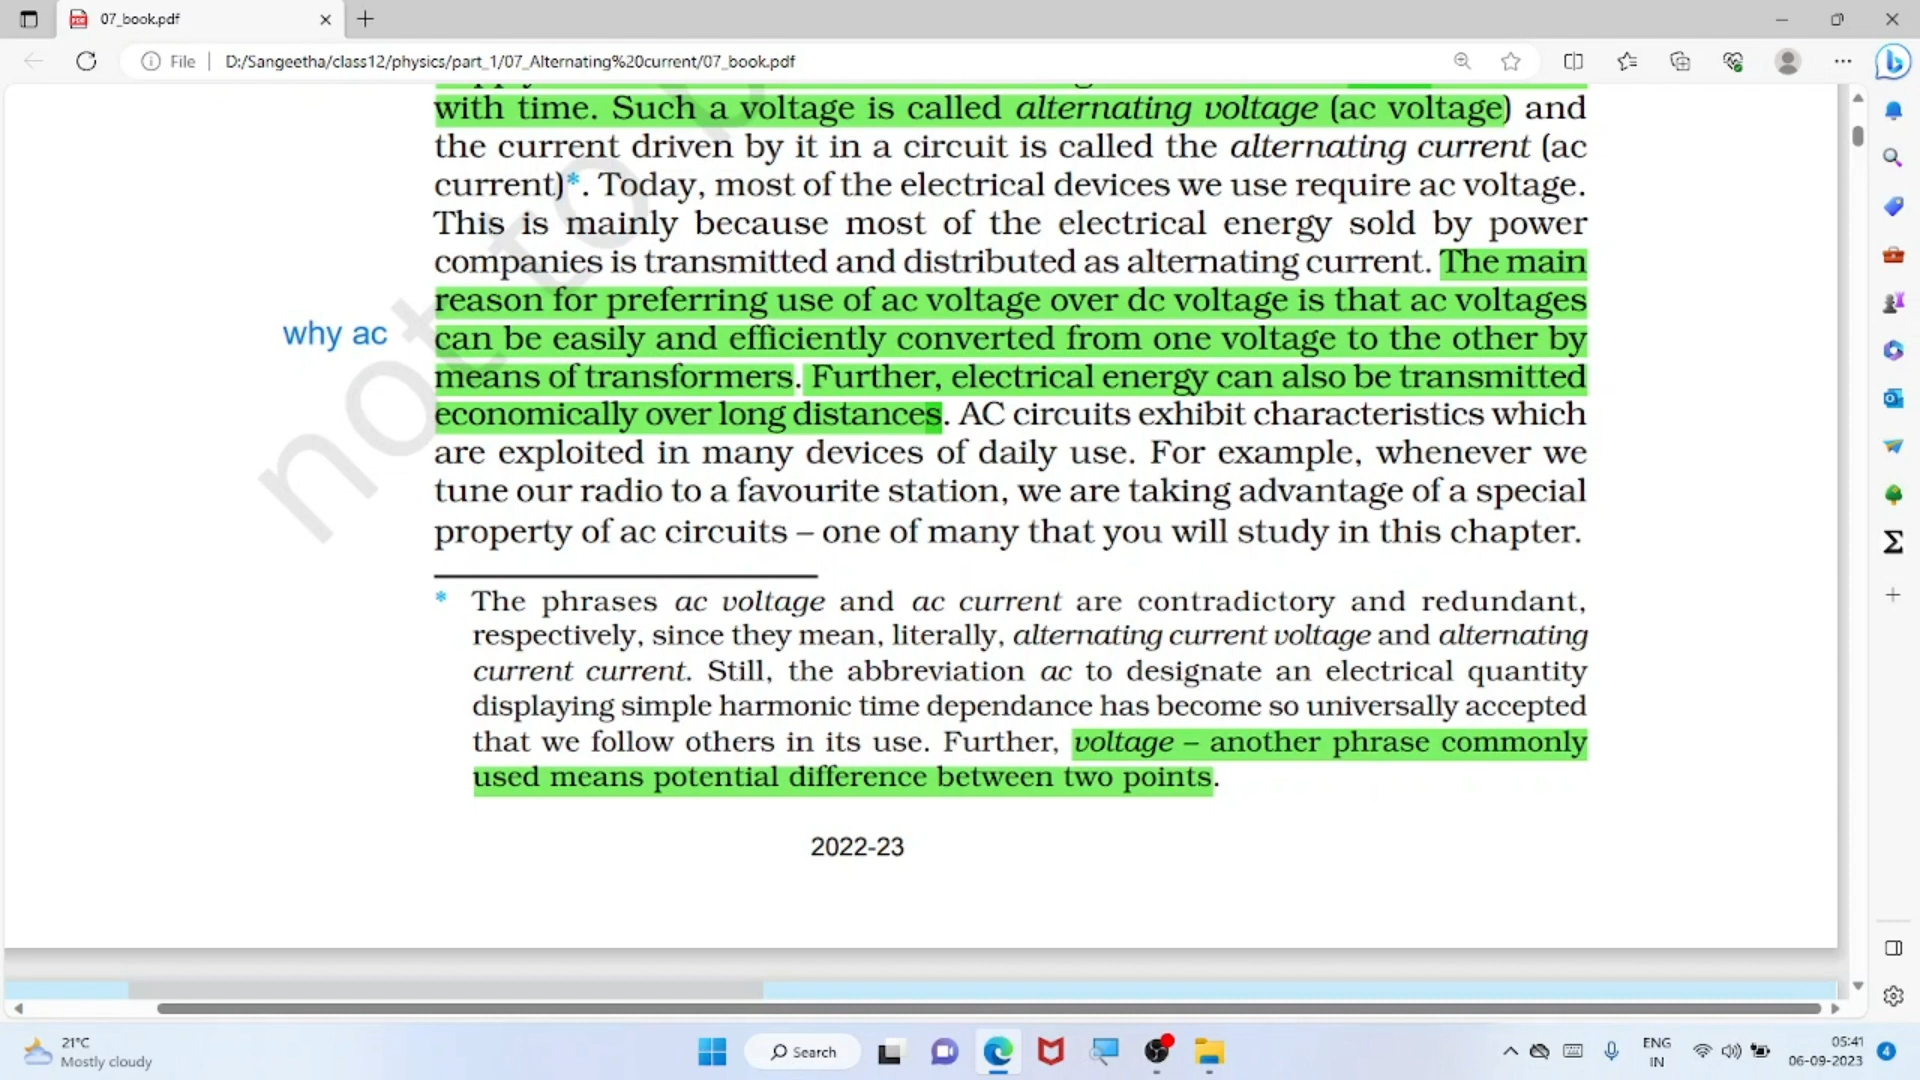 07_book.pdf
File
D:/Sangeetha/class12/physics/part_1/07_Alternating%20current/07_book.pdf
with time. Such a voltage is called alternating voltage (ac voltage) and
the current driven by it in a circuit is called the alternating current (ac
current)*. Today, most of the electrical devices we use require ac voltage.
This is mainly because most of the electrical energy sold by power
companies is transmitted and distributed as alternating current. The main
reason for preferring use of ac voltage over dc voltage is that ac voltages
why ac
can be easily and efficiently converted from one voltage to the other by
means of transformers. Further, electrical energy can also be transmitted
economically over long distances. AC circuits exhibit characteristics which
are exploited in many devices of daily use. For example, whenever we
tune our radio to a favourite station, we are taking advantage of a special
property of ac circuits – one of many that you will study in this chapter.
not to
* The phrases ac voltage and ac current are contradictory and redundant,
respectively, since they mean, literally, alternating current voltage and alternating
current current. Still, the abbreviation ac to designate an electrical quantity
displaying simple harmonic time dependance has become so universally accepted
that we follow others in its use. Further, voltage – another phrase commonly
used means potential difference between two points.
2022-23
21°C
Mostly cloudy
Search
ENG
IN
05:41
06-09-2023
4